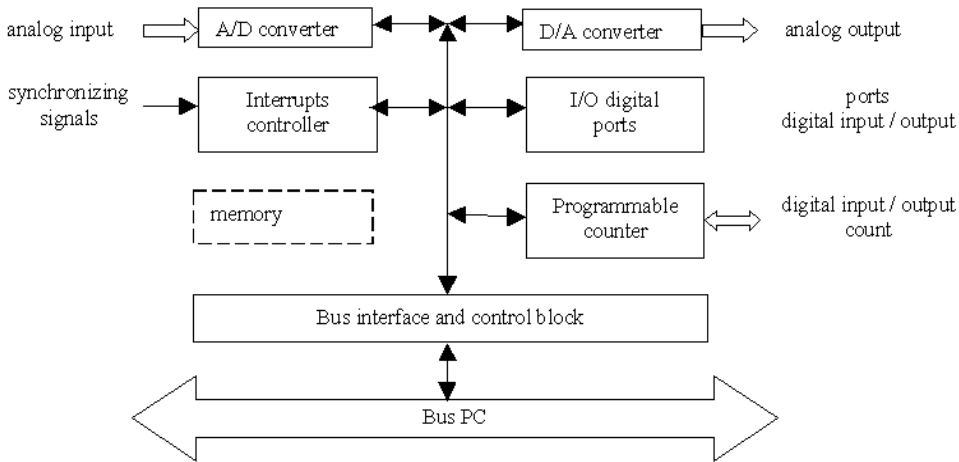 analog input
A/D converter
D/A converter
analog output
synchronizing
signals
Interrupts
controller
I/O digital
ports
ports
digital input / output
memory
Programmable
counter
digital input / output
count
Bus interface and control block
Bus PC